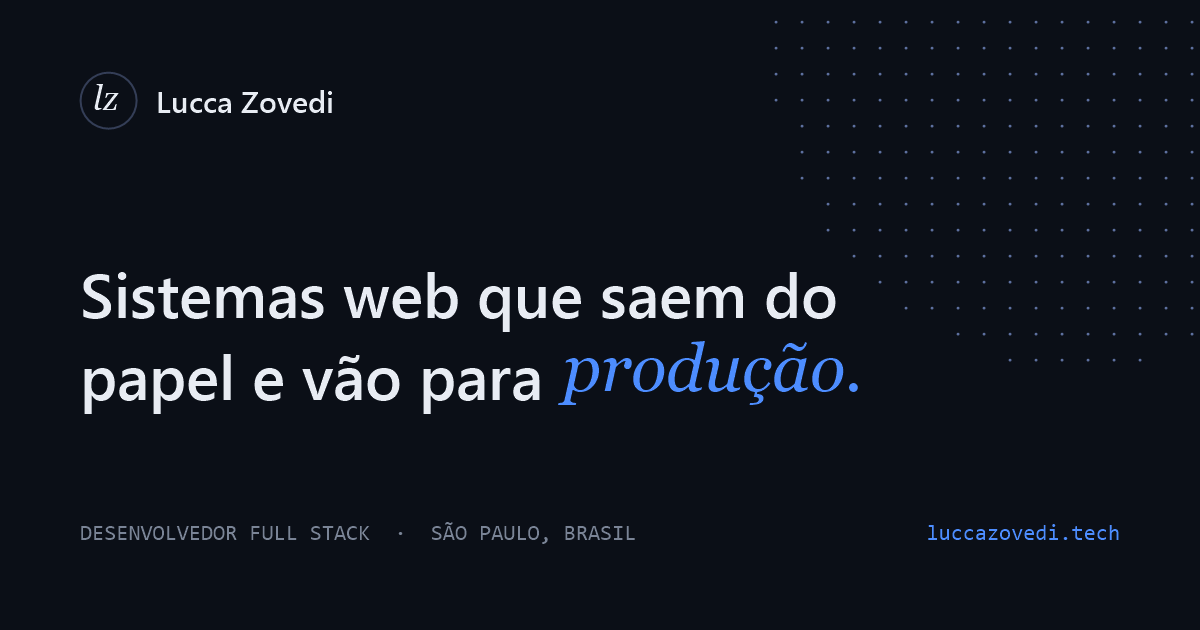 lz
Lucca Zovedi
Sistemas web que saem do
papel e vão para produção.
DESENVOLVEDOR FULL STACK · SÃO PAULO, BRASIL
luccazovedi.tech